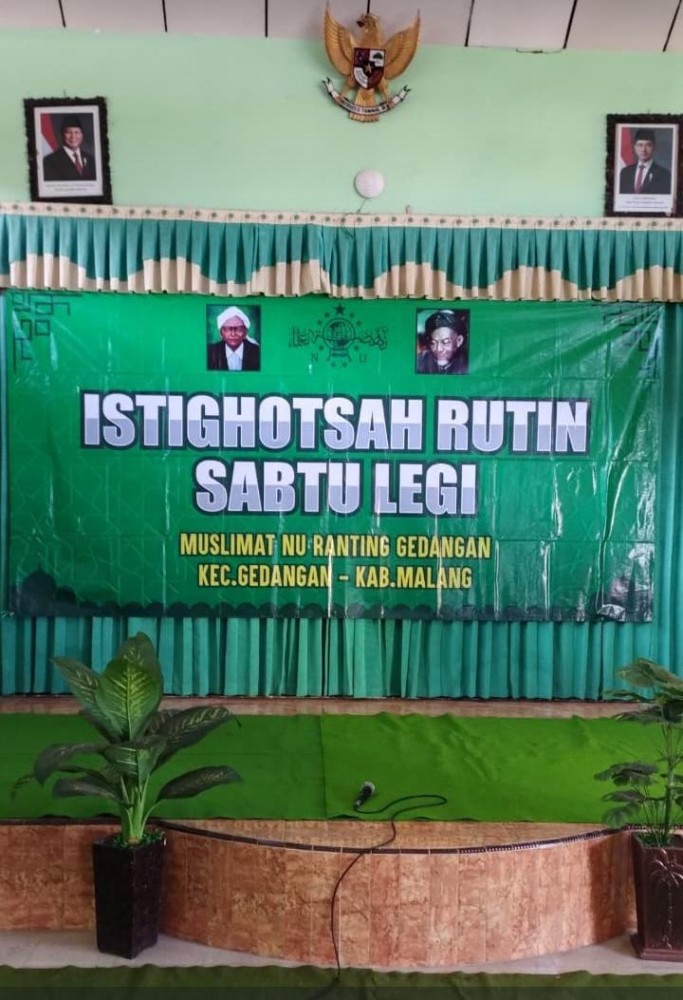 ISTIGHOTSAH RUTIN
SABTU LEGI
MUSLIMAT NU RANTING GEDANGAN
KEC.GEDANGAN - KAB.MALANG
N U